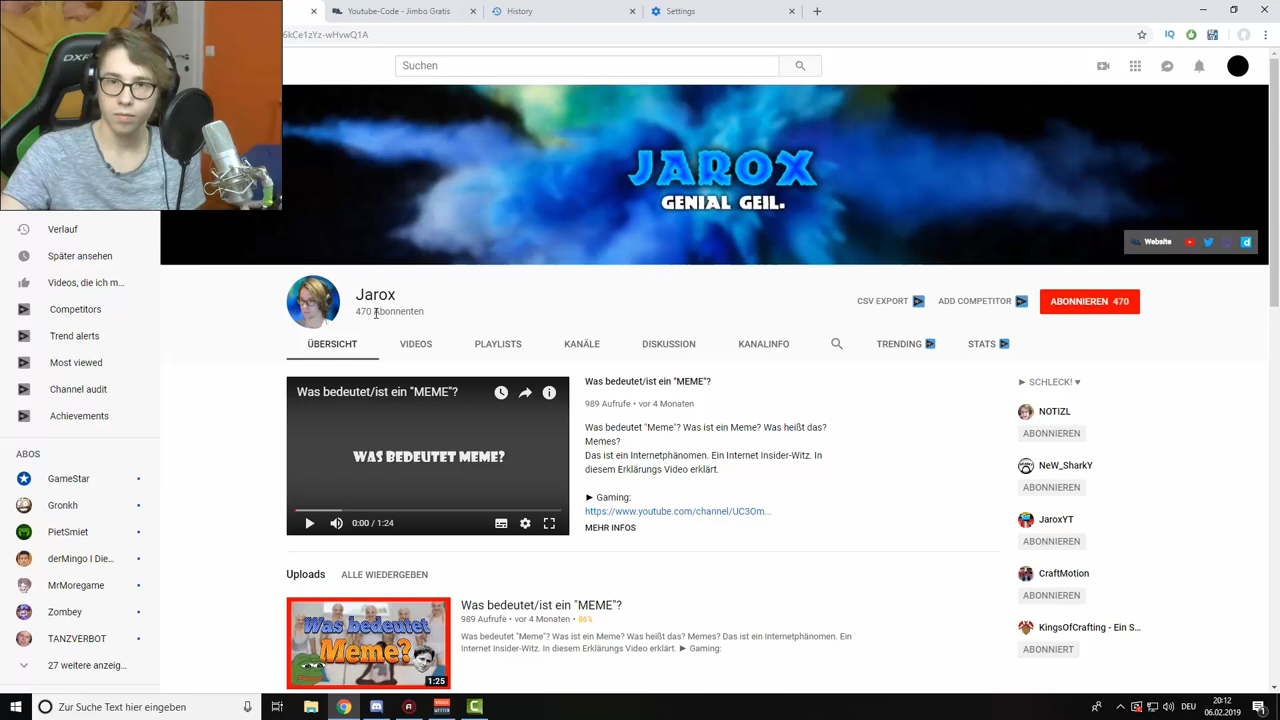 Youtube-Code - Jimbo Gratis
History
Settings
6kCe1zYz-wHvwQ1A
DXR
Suchen
JAROX
GENIAL GEIL.
Website
Verlauf
Später ansehen
Videos, die ich m...
Competitors
Trend alerts
Most viewed
Channel audit
Achievements
ABOS
GameStar
Gronkh
PietSmiet
derMingo I Die...
MrMoregame
Zombey
TANZVERBOT
27 weitere anzeig...
Jarox
470 Abonnenten
CSV EXPORT
ADD COMPETITOR
ABONNIEREN 470
ÜBERSICHT
VIDEOS
PLAYLISTS
KANÄLE
DISKUSSION
KANALINFO
TRENDING
STATS
Was bedeutet/ist ein "MEME"?
WAS BEDEUTET MEME?
0:00 / 1:24
Was bedeutet/ist ein "MEME"?
989 Aufrufe • vor 4 Monaten
Was bedeutet "Meme"? Was ist ein Meme? Was heißt das?
Memes?
Das ist ein Internetphänomen. Ein Internet Insider-Witz. In
diesem Erklärungs Video erklärt.
► Gaming:
https://www.youtube.com/channel/UC3Om...
MEHR INFOS
► SCHLECK! ♥
NOTIZL
ABONNIEREN
NeW_SharkY
ABONNIEREN
JaroxYT
ABONNIEREN
CraftMotion
ABONNIEREN
KingsOfCrafting - Ein S...
ABONNIERT
Uploads
ALLE WIEDERGEBEN
Was bedeutet
Meme?
1:25
Was bedeutet/ist ein "MEME"?
989 Aufrufe • vor 4 Monaten • 86%
Was bedeutet "Meme"? Was ist ein Meme? Was heißt das? Memes? Das ist ein Internetphänomen. Ein
Internet Insider-Witz. In diesem Erklärungs Video erklärt. ► Gaming:
Zur Suche Text hier eingeben
DEU
20:12
06.02.2019